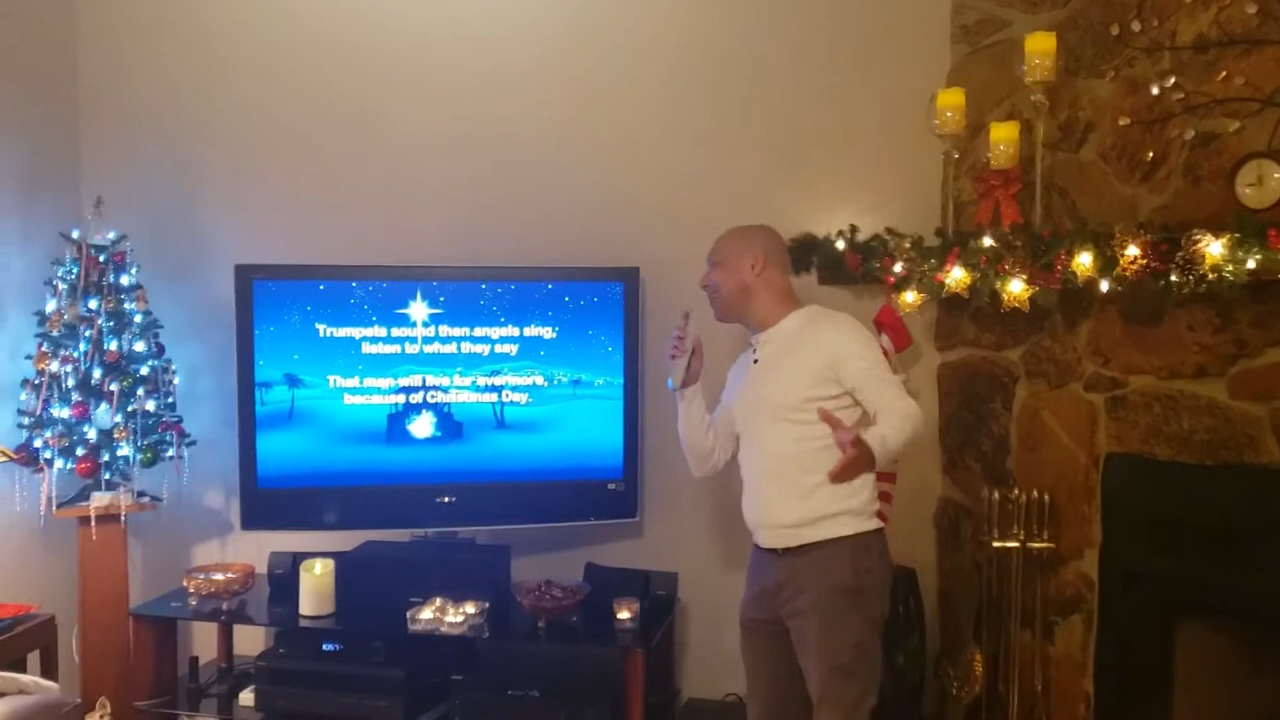 Trumpets sound then angels sing,
listen to what they say
That man will live for evermore,
because of Christmas Day.